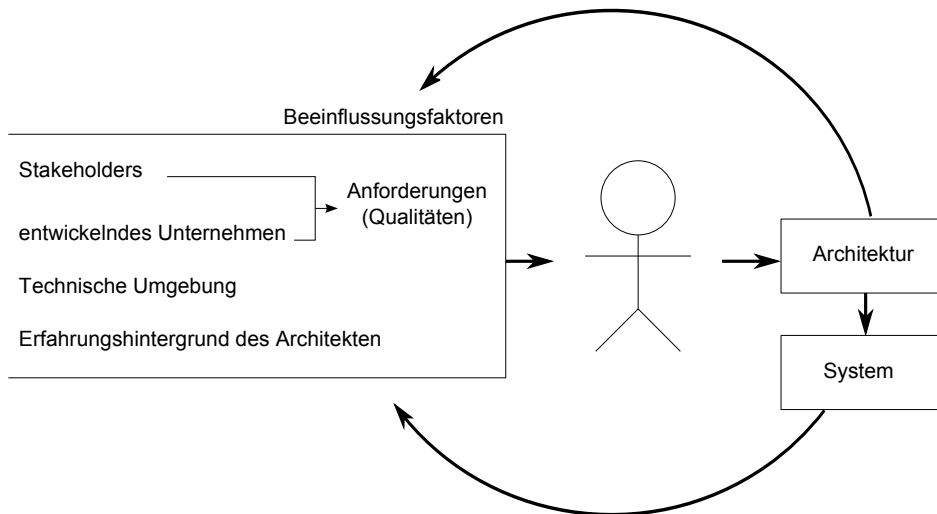 Beeinflussungsfaktoren
Stakeholders
Anforderungen
(Qualitäten)
entwickelndes Unternehmen
Technische Umgebung
Erfahrungshintergrund des Architekten
Architektur
System